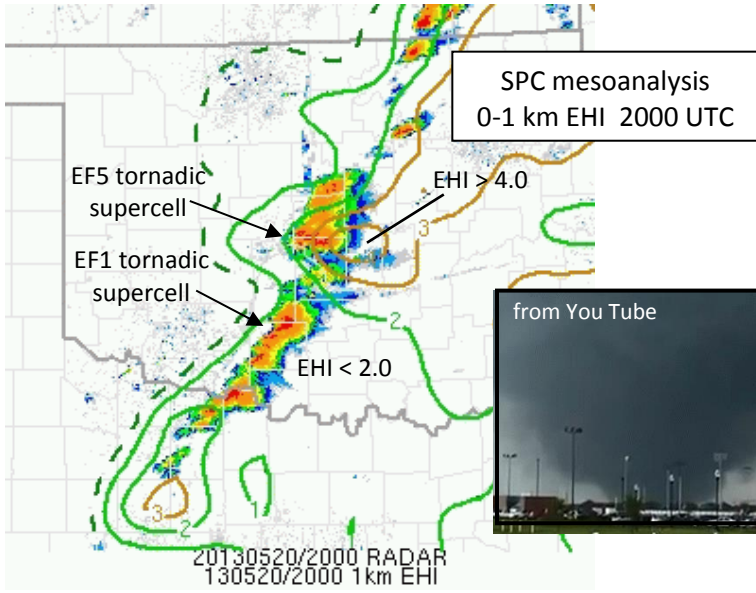 SPC mesoanalysis
0-1 km EHI 2000 UTC
EF5 tornadic
supercell
EHI > 4.0
3
EF1 tornadic
supercell
2
from You Tube
EHI < 2.0
3
2
1
20130520/2000 RADAR
130520/2000 1km EHI